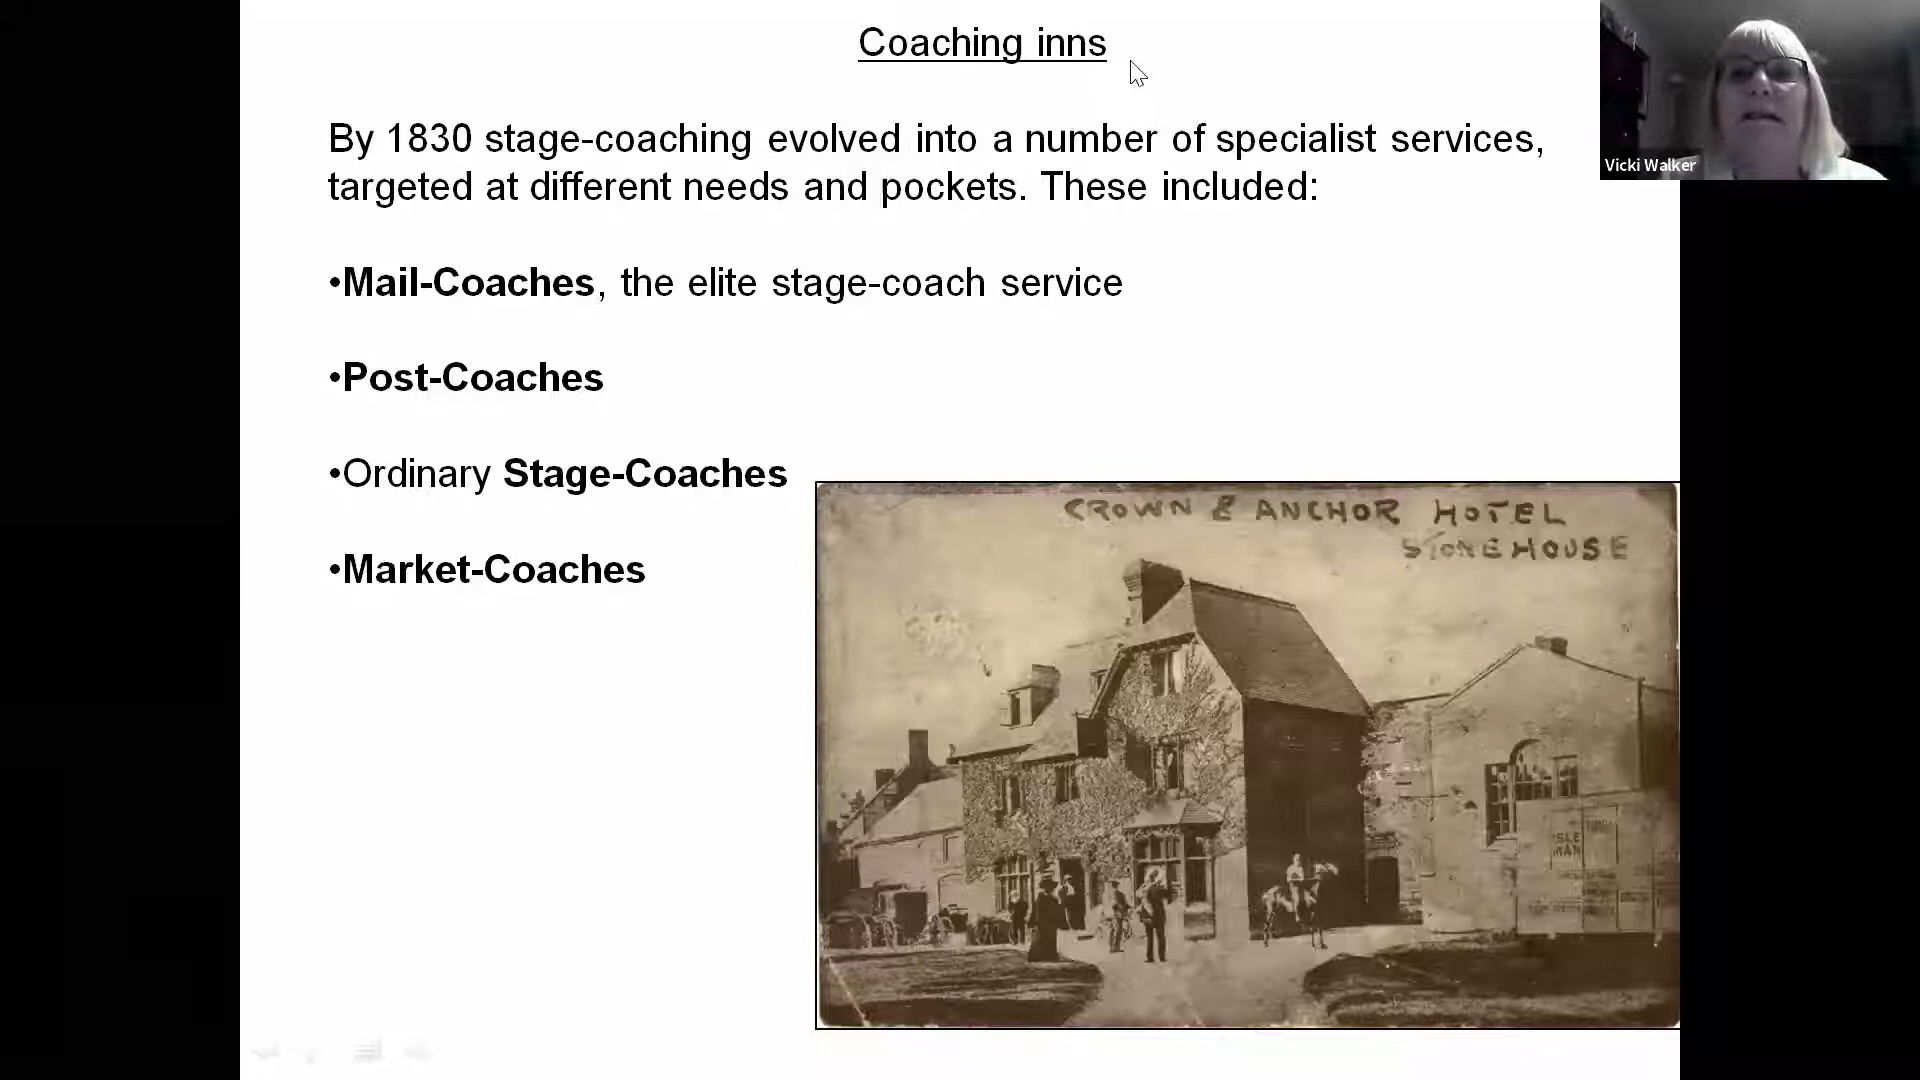 Coaching inns
By 1830 stage-coaching evolved into a number of specialist services,
targeted at different needs and pockets. These included:
•Mail-Coaches, the elite stage-coach service
•Post-Coaches
•Ordinary Stage-Coaches
•Market-Coaches
CROWN & ANCHOR HOTEL
STONEHOUSE
ISLE
MAN
Vicki Walker